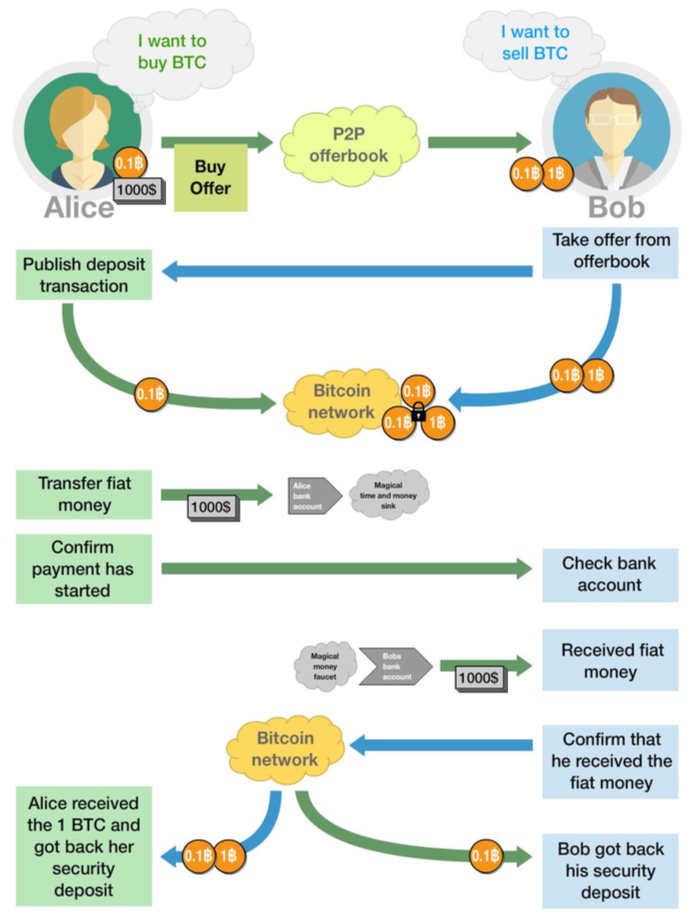 I want to
buy BTC
I want to
sell BTC
P2P
offerbook
Buy
Offer
0.1฿
1000$
0.1฿ 1฿
Alice
Bob
Publish deposit
transaction
Take offer from
offerbook
0.1฿
Bitcoin
network
0.1฿
0.1฿ 1฿
0.1฿ 1฿
Transfer fiat
money
1000$
Alice
bank
account
Magical
time and money
sink
Confirm
payment has
started
Check bank
account
Magical
money
faucet
Bobs
bank
account
1000$
Received fiat
money
Bitcoin
network
Confirm that
he received the
fiat money
Alice received
the 1 BTC and
got back her
security
deposit
0.1฿ 1฿
0.1฿
Bob got back
his security
deposit